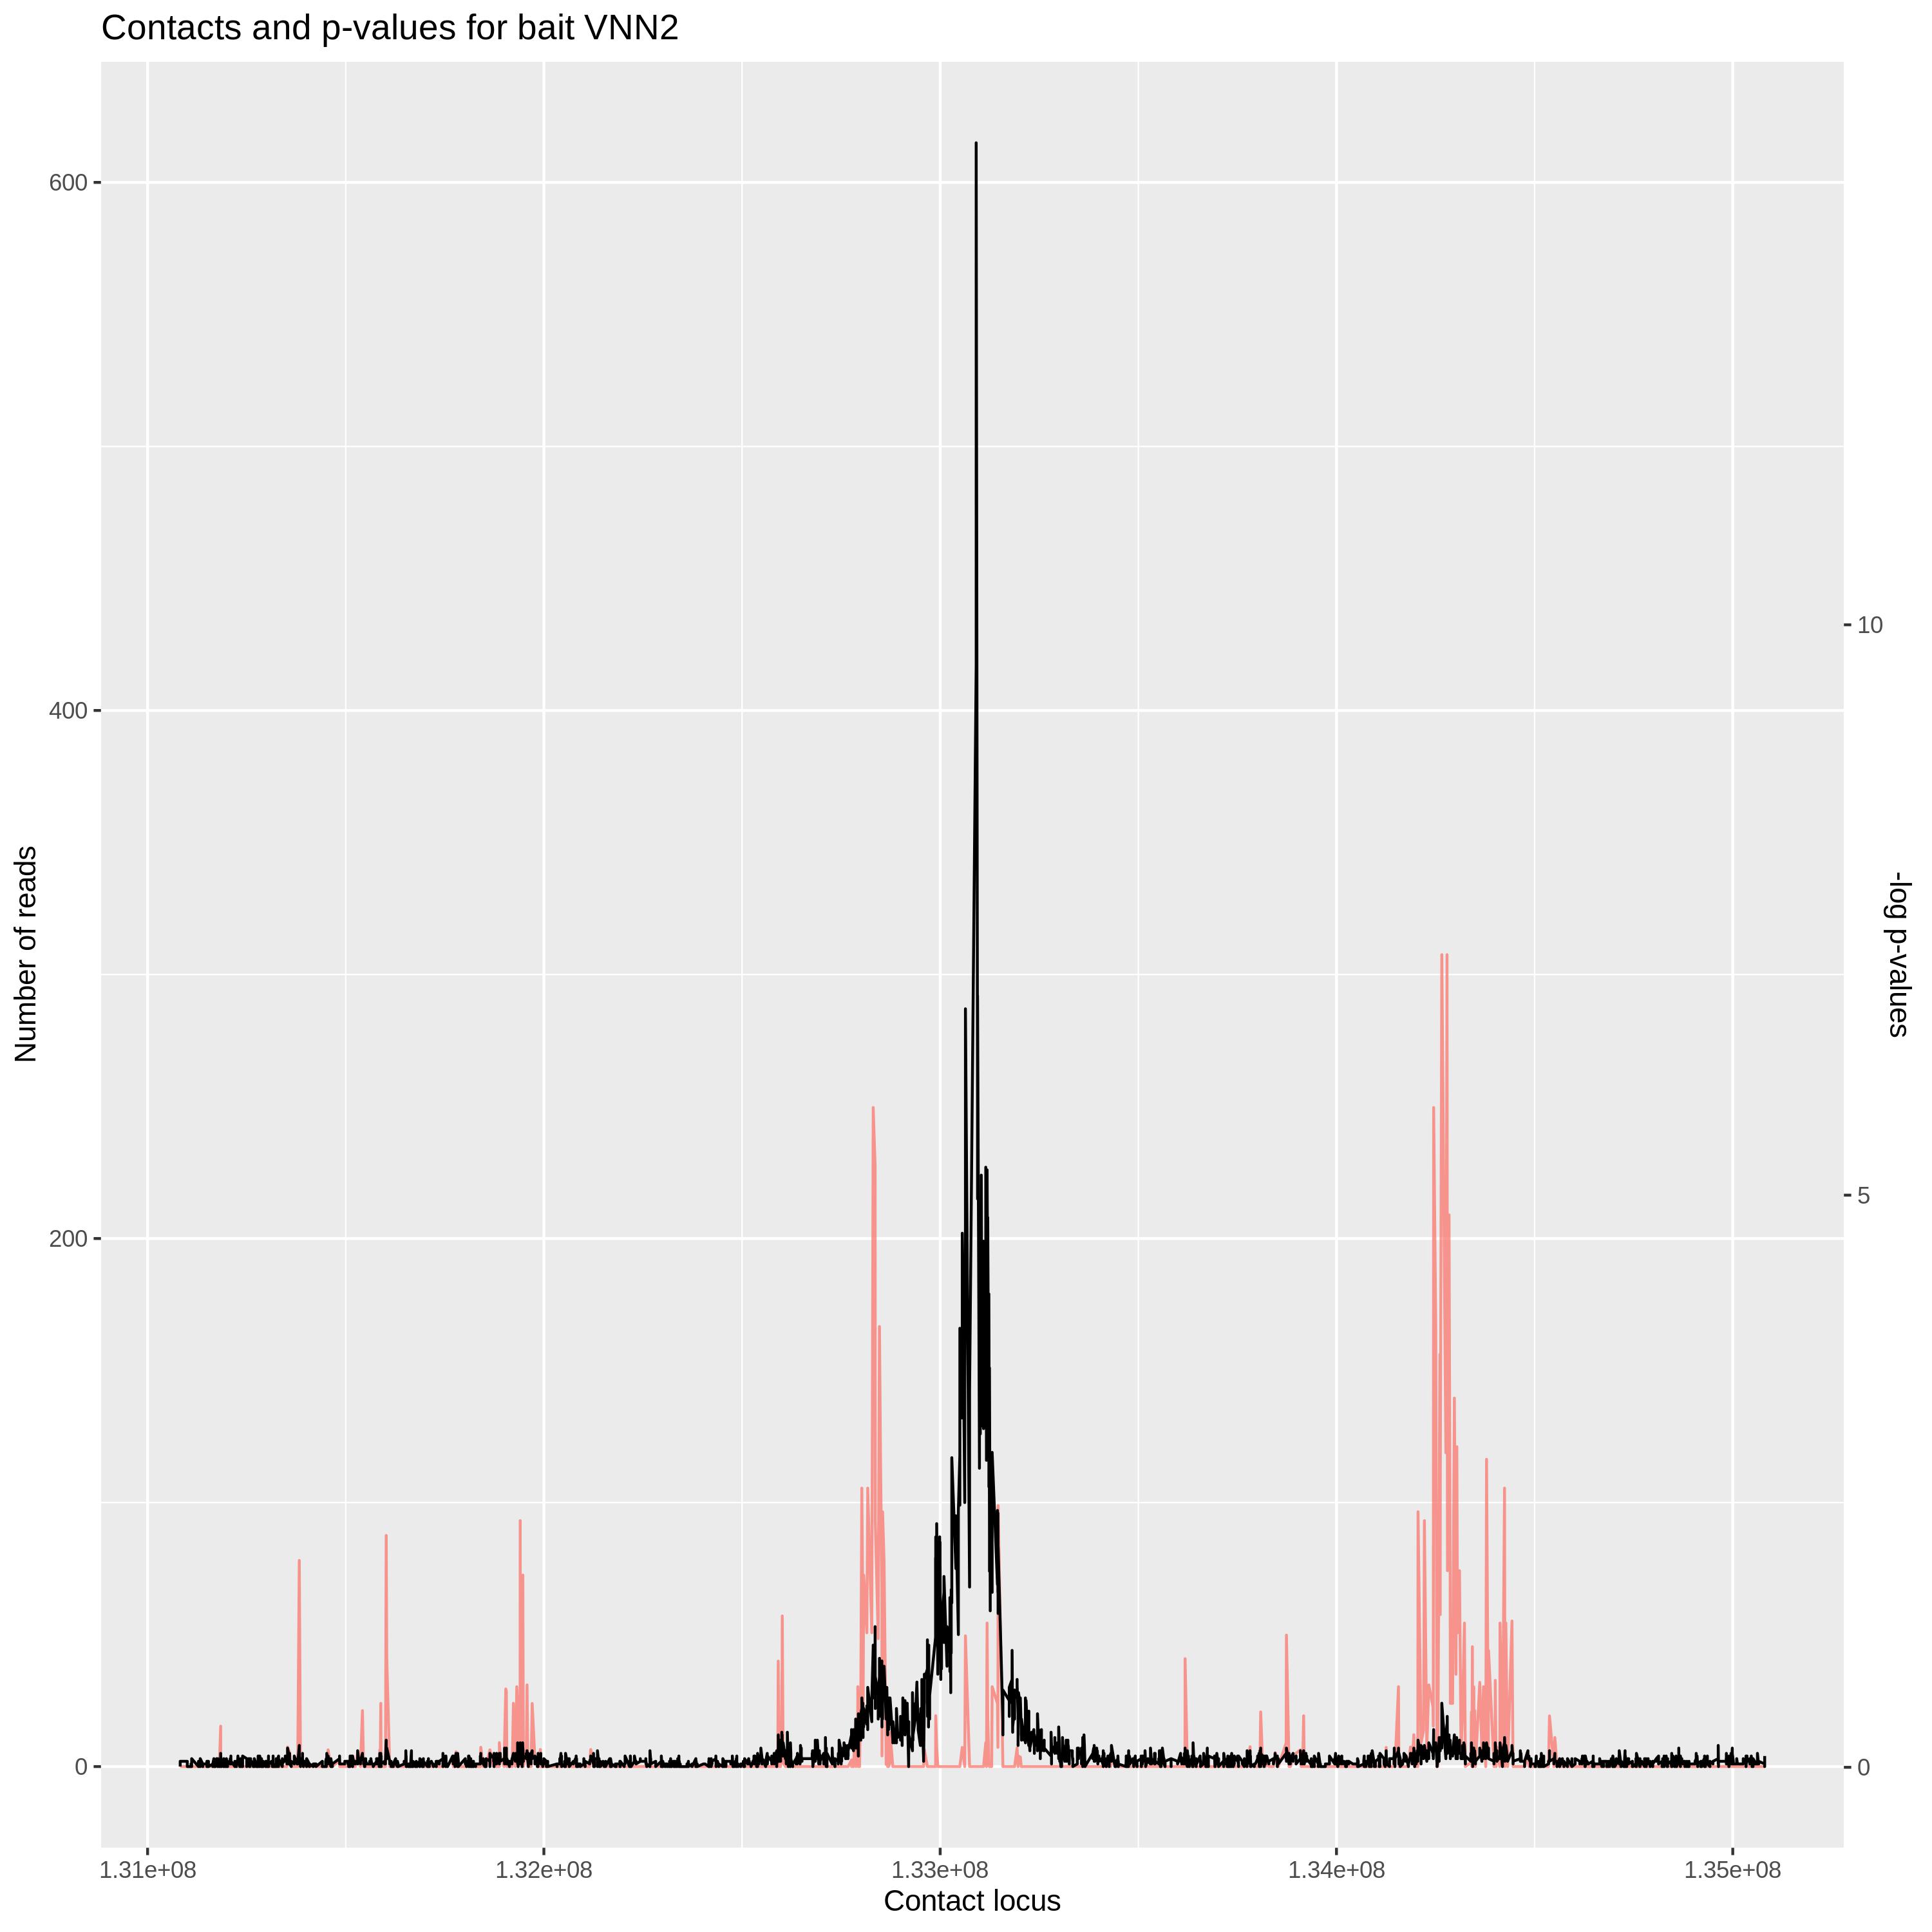 Contacts and p-values for bait VNN2
600
400
200
0
Number of reads
10
5
0
-log p-values
1.31e+08 1.32e+08 1.33e+08 1.34e+08 1.35e+08
Contact locus